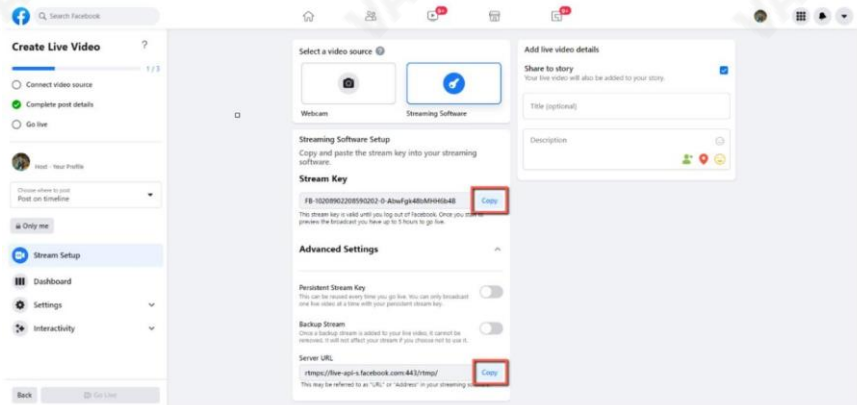 Search Facebook
9+
9+
Create Live Video
?
1 / 3
Connect video source
Complete post details
Go live
Host - Your Profile
Choose where to post
Post on timeline
Only me
Stream Setup
Dashboard
Settings
Interactivity
Back
Go Live
Select a video source
Webcam
Streaming Software
Streaming Software Setup
Copy and paste the stream key into your streaming
software.
Stream Key
Copy
This stream key is valid until you log out of Facebook. Once you start to
preview the broadcast you have up to 5 hours to go live.
Advanced Settings
Persistent Stream Key
This can be reused every time you go live. You can only broadcast
one live video at a time with your persistent stream key.
Backup Stream
Once a backup stream is added to your live video, it cannot be
removed. It will not affect your stream if you choose not to use it.
Server URL
rtmps://live-api-s.facebook.com:443/rtmp/
Copy
This may be referred to as "URL" or "Address" in your streaming
Add live video details
Share to story
Your live video will also be added to your story.
Title (optional)
Description